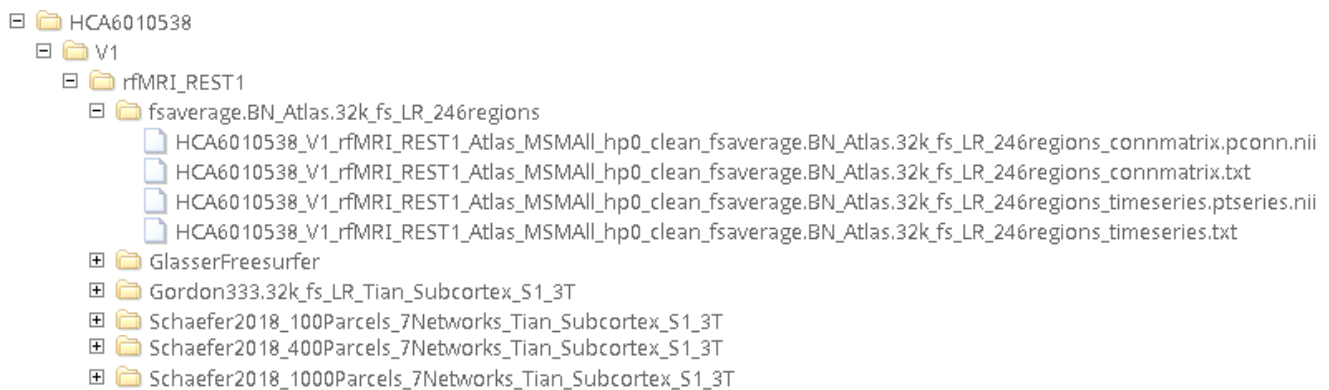 HCA6010538
V1
rfMRI_REST1
fsaverage.BN_Atlas.32k_fs_LR_246regions
HCA6010538_V1_rfMRI_REST1_Atlas_MSMAll_hp0_clean_fsaverage.BN_Atlas.32k_fs_LR_246regions_connmatrix.pconn.nii
HCA6010538_V1_rfMRI_REST1_Atlas_MSMAll_hp0_clean_fsaverage.BN_Atlas.32k_fs_LR_246regions_connmatrix.txt
HCA6010538_V1_rfMRI_REST1_Atlas_MSMAll_hp0_clean_fsaverage.BN_Atlas.32k_fs_LR_246regions_timeseries.ptseries.nii
HCA6010538_V1_rfMRI_REST1_Atlas_MSMAll_hp0_clean_fsaverage.BN_Atlas.32k_fs_LR_246regions_timeseries.txt
GlasserFreesurfer
Gordon333.32k_fs_LR_Tian_Subcortex_S1_3T
Schaefer2018_100Parcels_7Networks_Tian_Subcortex_S1_3T
Schaefer2018_400Parcels_7Networks_Tian_Subcortex_S1_3T
Schaefer2018_1000Parcels_7Networks_Tian_Subcortex_S1_3T